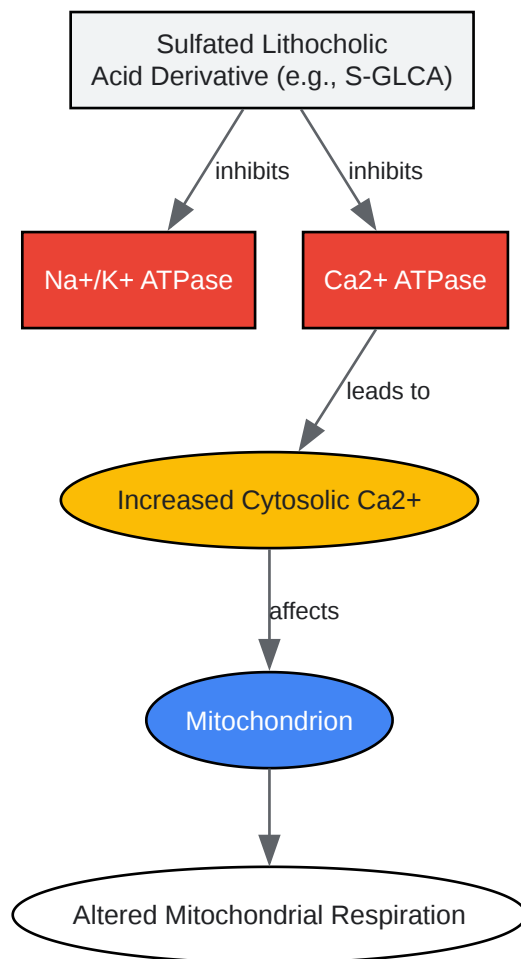 Sulfated Lithocholic
Acid Derivative (e.g., S-GLCA)
inhibits
inhibits
Na+/K+ ATPase
Ca2+ ATPase
leads to
Increased Cytosolic Ca2+
affects
Mitochondrion
Altered Mitochondrial Respiration